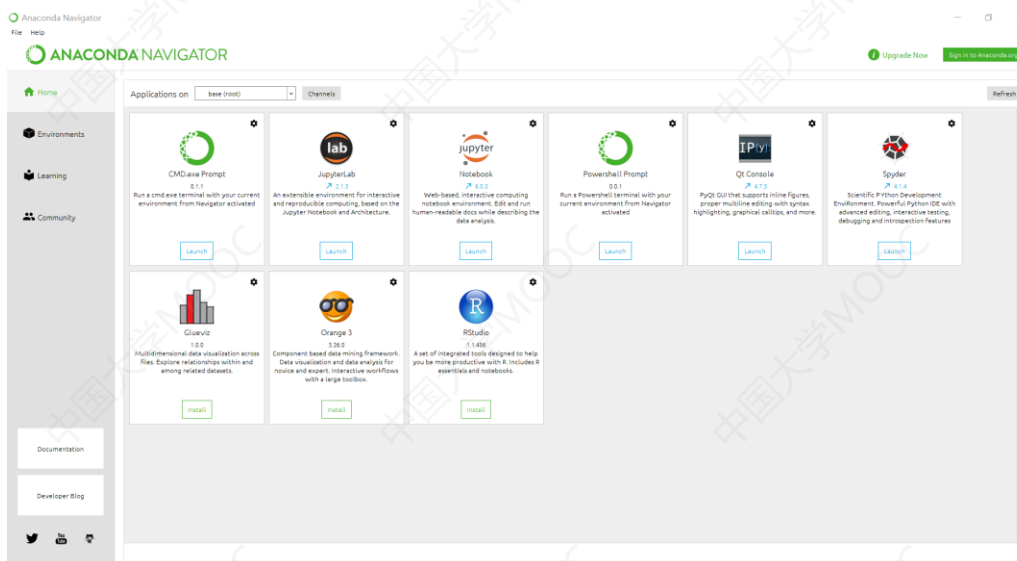 Anaconda Navigator
File Help
ANACONDA NAVIGATOR
Upgrade Now
Sign in to Anaconda.org
Home
Environments
Learning
Community
Documentation
Developer Blog
You
Tube
Applications on base (root) Channels
Refresh
CMD.exe Prompt
0.1.1
Run a cmd.exe terminal with your current
environment from Navigator activated
Launch
lab
JupyterLab
2.1.5
An extensible environment for interactive
and reproducible computing, based on the
Jupyter Notebook and Architecture.
Launch
jupyter
Notebook
6.0.3
Web-based, interactive computing
notebook environment. Edit and run
human-readable docs while describing the
data analysis.
Launch
Powershell Prompt
0.0.1
Run a Powershell terminal with your
current environment from Navigator
activated
Launch
IP[y]:
Qt Console
4.7.5
PyQt GUI that supports inline figures,
proper multiline editing with syntax
highlighting, graphical calltips, and more.
Launch
Spyder
4.1.4
Scientific PYthon Development
EnviRonment. Powerful Python IDE with
advanced editing, interactive testing,
debugging and introspection features
Launch
Glueviz
1.0.0
Multidimensional data visualization across
files. Explore relationships within and
among related datasets.
Install
Orange 3
3.26.0
Component based data mining framework.
Data visualization and data analysis for
novice and expert. Interactive workflows
with a large toolbox.
Install
R
RStudio
1.1.456
A set of integrated tools designed to help
you be more productive with R. Includes R
essentials and notebooks.
Install
中国大学MOOC